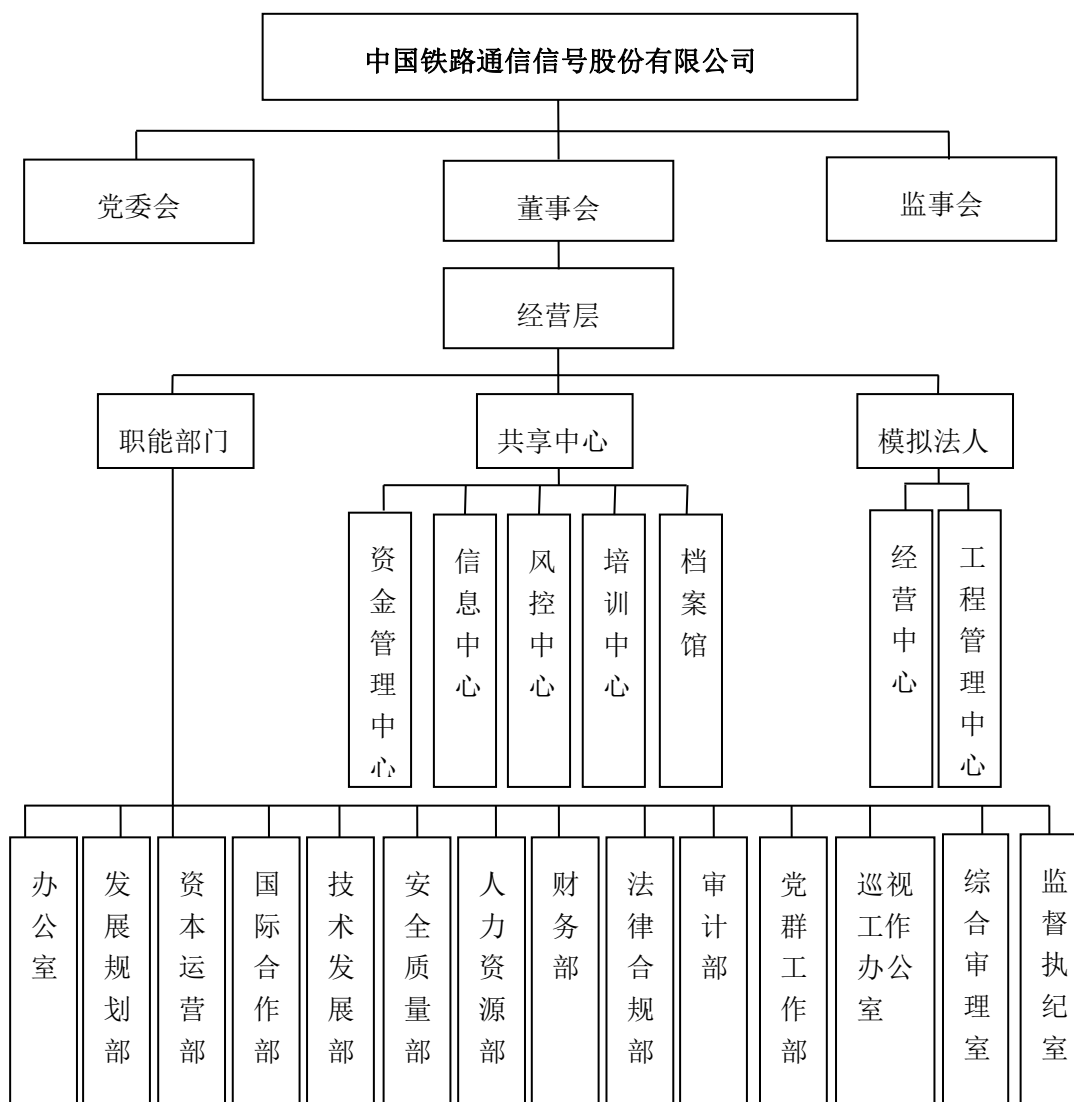 中国铁路通信信号股份有限公司
党委会
董事会
监事会
经营层
职能部门
共享中心
模拟法人
资金管理中心
信息中心
风控中心
培训中心
档案馆
经营中心
工程管理中心
办公室
发展规划部
资本运营部
国际合作部
技术发展部
安全质量部
人力资源部
财务部
法律合规部
审计部
党群工作部
巡视
工作
办公
室
综合审理室
监督执纪室